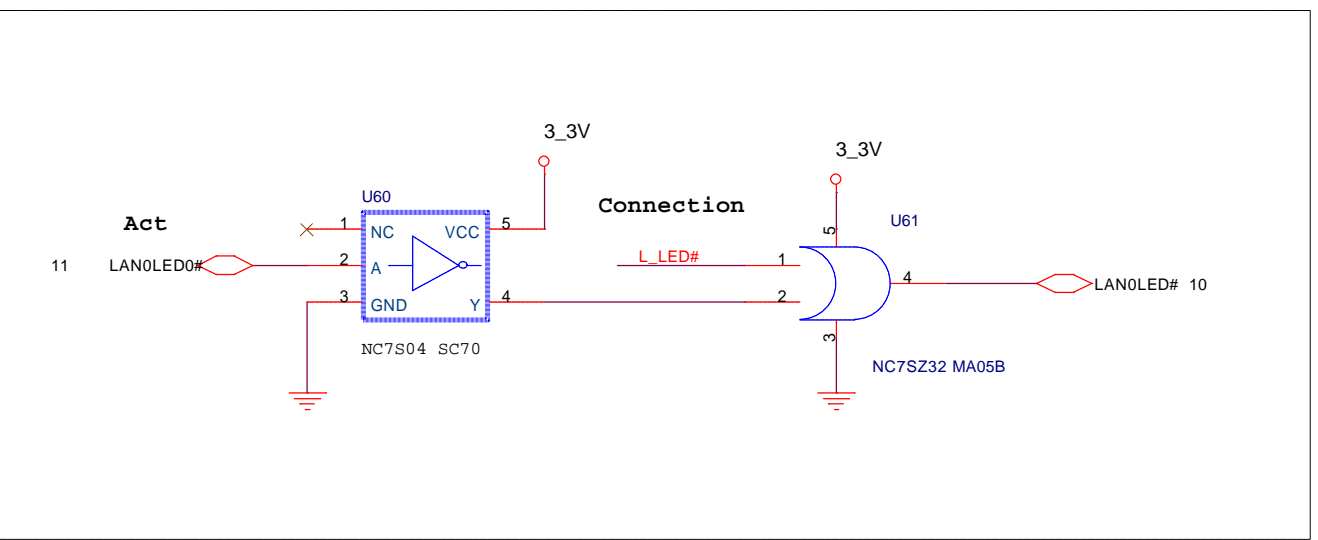 3_3V
3_3V
U60
Connection
Act
U61
1 NC VCC 5
5
L_LED# 1
11 LAN0LED0# 2 A
4
LAN0LED# 10
3 GND Y 4
2
3
NC7S04 SC70
NC7SZ32 MA05B